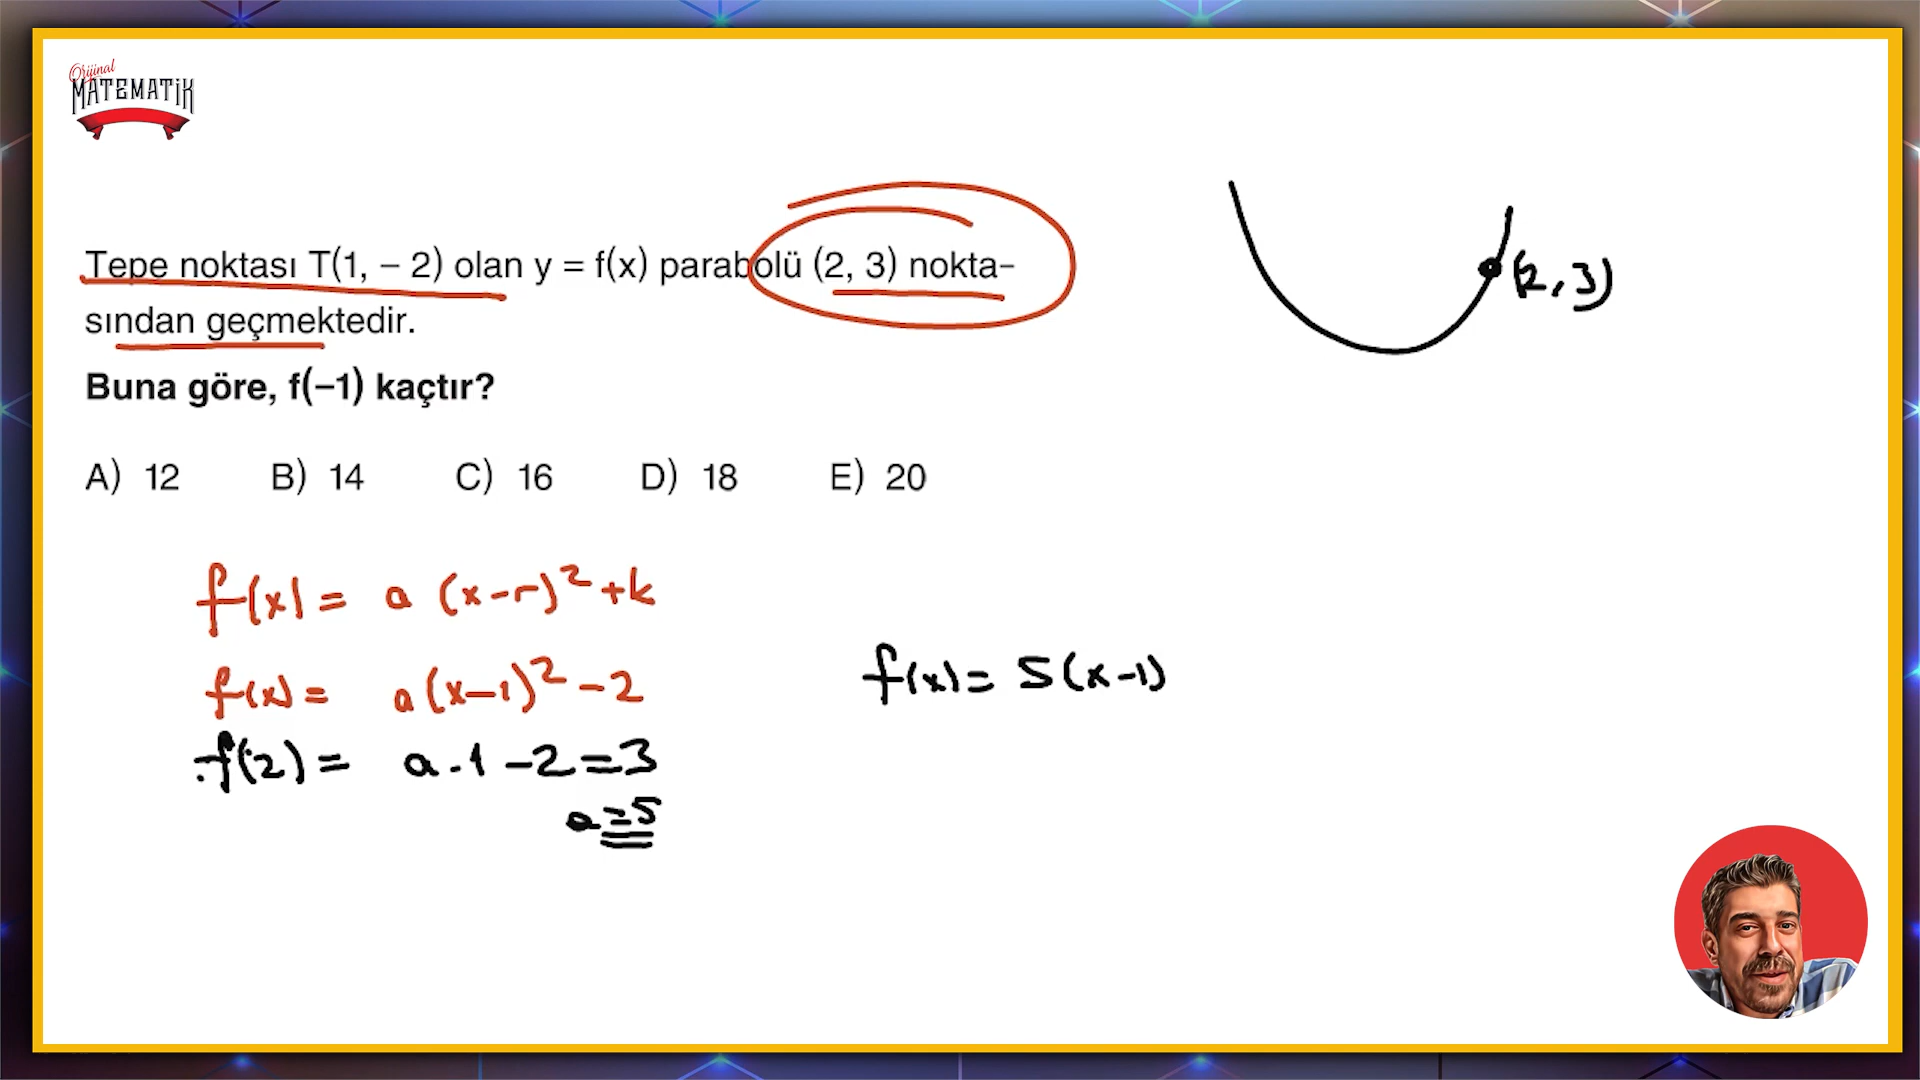 Orijinal
MATEMATİK
Tepe noktası T(1, – 2) olan y = f(x) parabolü (2, 3) nokta-
sından geçmektedir.
(2, 3)
Buna göre, f(–1) kaçtır?
A) 12 B) 14 C) 16 D) 18 E) 20
f(x) = a (x-r)² + k
f(x) = a (x-1)² - 2
f(x) = 5(x-1)
f(2) = a . 1 - 2 = 3
a = 5